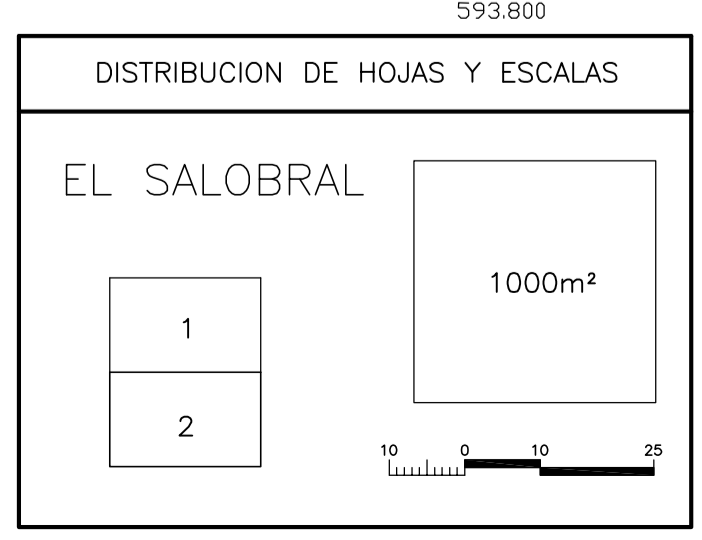 593.800
DISTRIBUCION DE HOJAS Y ESCALAS
EL SALOBRAL
1000m²
1
2
10 0 10 25